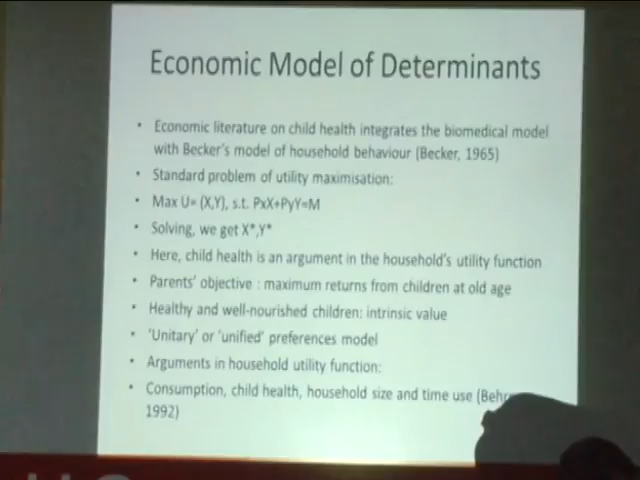 Economic Model of Determinants
• Economic literature on child health integrates the biomedical model
with Becker's model of household behaviour (Becker, 1965)
• Standard problem of utility maximisation:
• Max U= (X,Y), s.t. PxX+PyY=M
• Solving, we get X*,Y*
• Here, child health is an argument in the household's utility function
• Parents' objective : maximum returns from children at old age
• Healthy and well-nourished children: intrinsic value
• 'Unitary' or 'unified' preferences model
• Arguments in household utility function:
• Consumption, child health, household size and time use
1992)